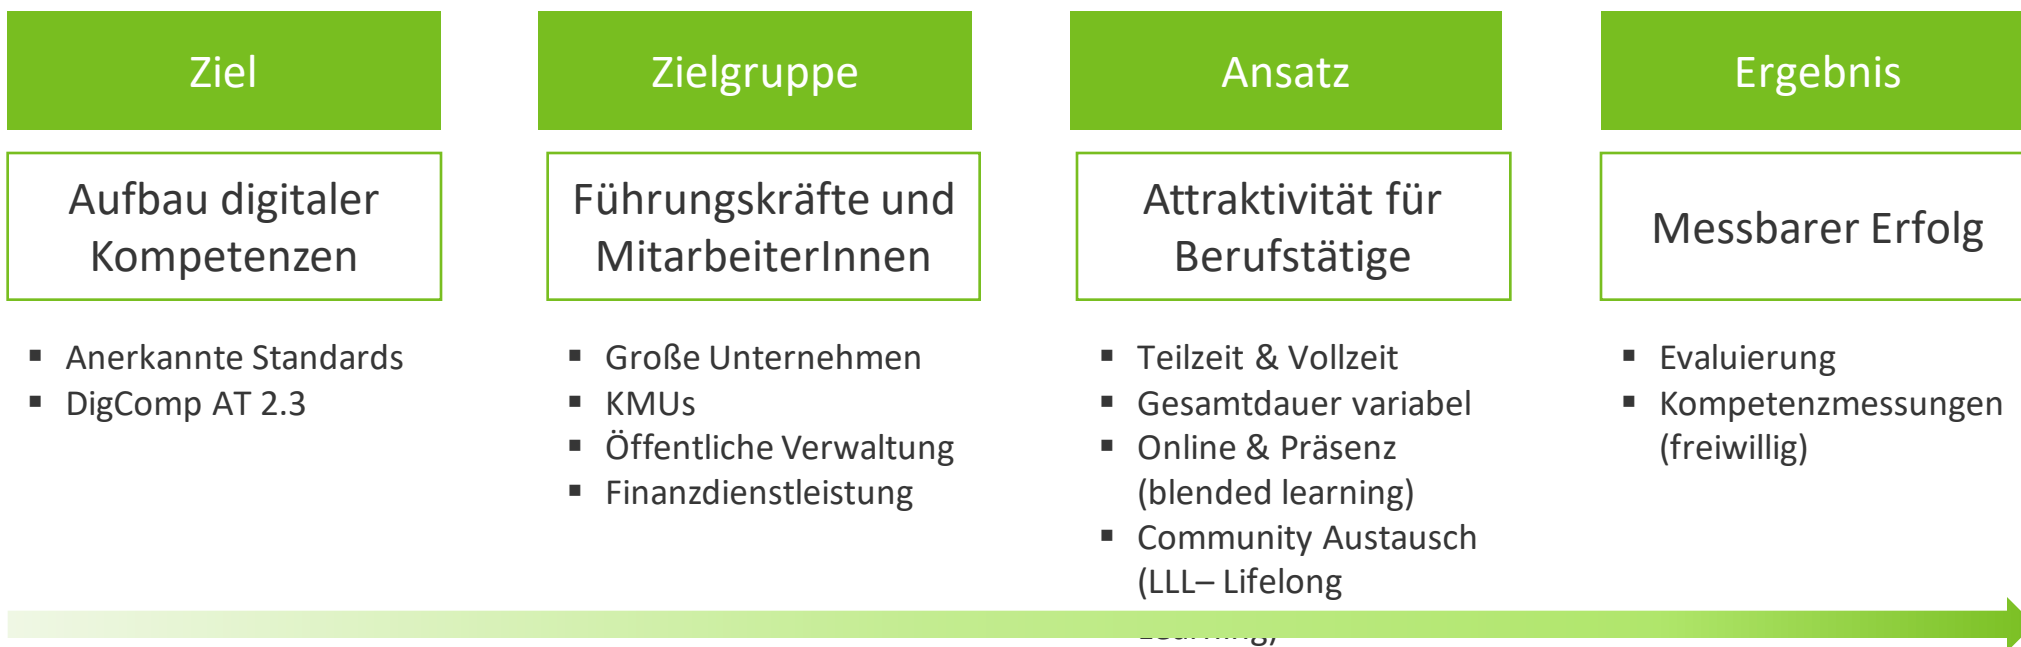 Ziel
Aufbau digitaler
Kompetenzen
▪ Anerkannte Standards
▪ DigComp AT 2.3
Zielgruppe
Führungskräfte und
MitarbeiterInnen
▪ Große Unternehmen
▪ KMUs
▪ Öffentliche Verwaltung
▪ Finanzdienstleistung
Ansatz
Attraktivität für
Berufstätige
▪ Teilzeit & Vollzeit
▪ Gesamtdauer variabel
▪ Online & Präsenz
(blended learning)
▪ Community Austausch
(LLL– Lifelong
Ergebnis
Messbarer Erfolg
▪ Evaluierung
▪ Kompetenzmessungen
(freiwillig)